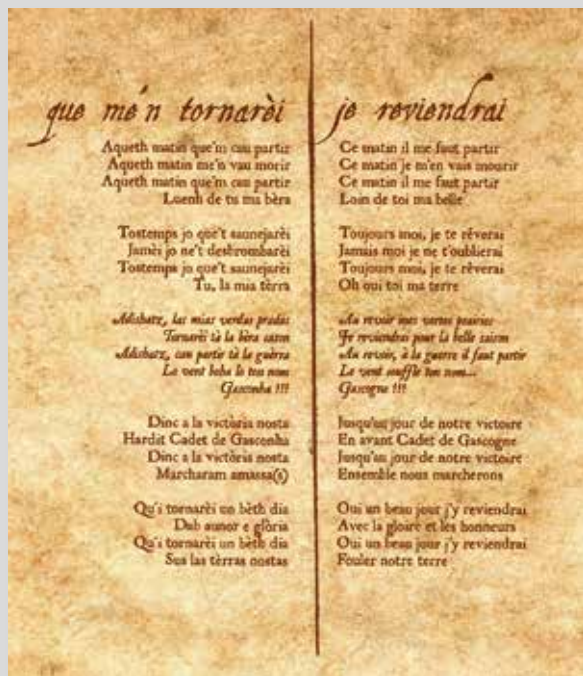 que me'n tornarèi
Aqueth matin que'm cau partir
Aqueth matin me'n vau morir
Aqueth matin que'm cau partir
Luenh de tu ma bèra
Tostemps jo que't saunejarèi
Jamèi jo ne't desbrombarèi
Tostemps jo que't saunejarèi
Tu, la mia tèrra
Adishatz, las mias verdas pradas
Tornarèi tà la bèra sason
Adishatz, cau partir tà la guèrra
Lo vent boha lo ton nom
Gasconha !!!
Dinc a la victòria nosta
Hardit Cadet de Gasconha
Dinc a la victòria nosta
Marcharam amassa(s)
Qu'i tornarèi un bèth dia
Dab aunor e glòria
Qu'i tornarèi un bèth dia
Sus las tèrras nostas
je reviendrai
Ce matin il me faut partir
Ce matin je m'en vais mourir
Ce matin il me faut partir
Loin de toi ma belle
Toujours moi, je te rêverai
Jamais moi je ne t'oublierai
Toujours moi, je te rêverai
Oh oui toi ma terre
Au revoir mes vertes prairies
Je reviendrai pour la belle saison
Au revoir, à la guerre il faut partir
Le vent souffle ton nom...
Gascogne !!!
Jusqu'au jour de notre victoire
En avant Cadet de Gascogne
Jusqu'au jour de notre victoire
Ensemble nous marcherons
Oui un beau jour j'y reviendrai
Avec la gloire et les honneurs
Oui un beau jour j'y reviendrai
Fouler notre terre